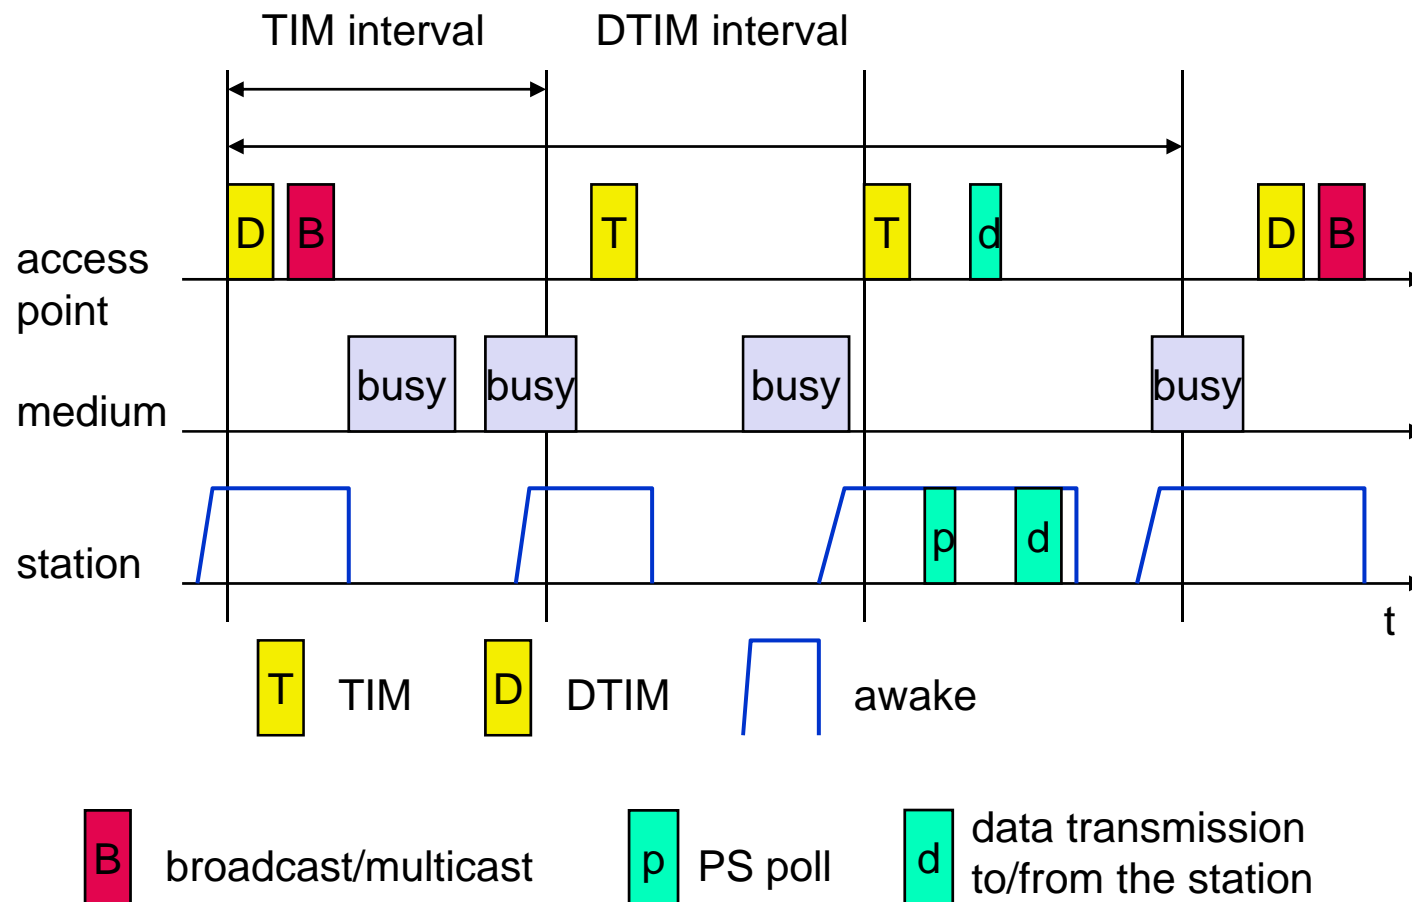 TIM interval DTIM interval
D B T T d D B
access
point
busy busy busy busy
medium
p d
station
t
T TIM D DTIM awake
B broadcast/multicast p PS poll d data transmission
to/from the station